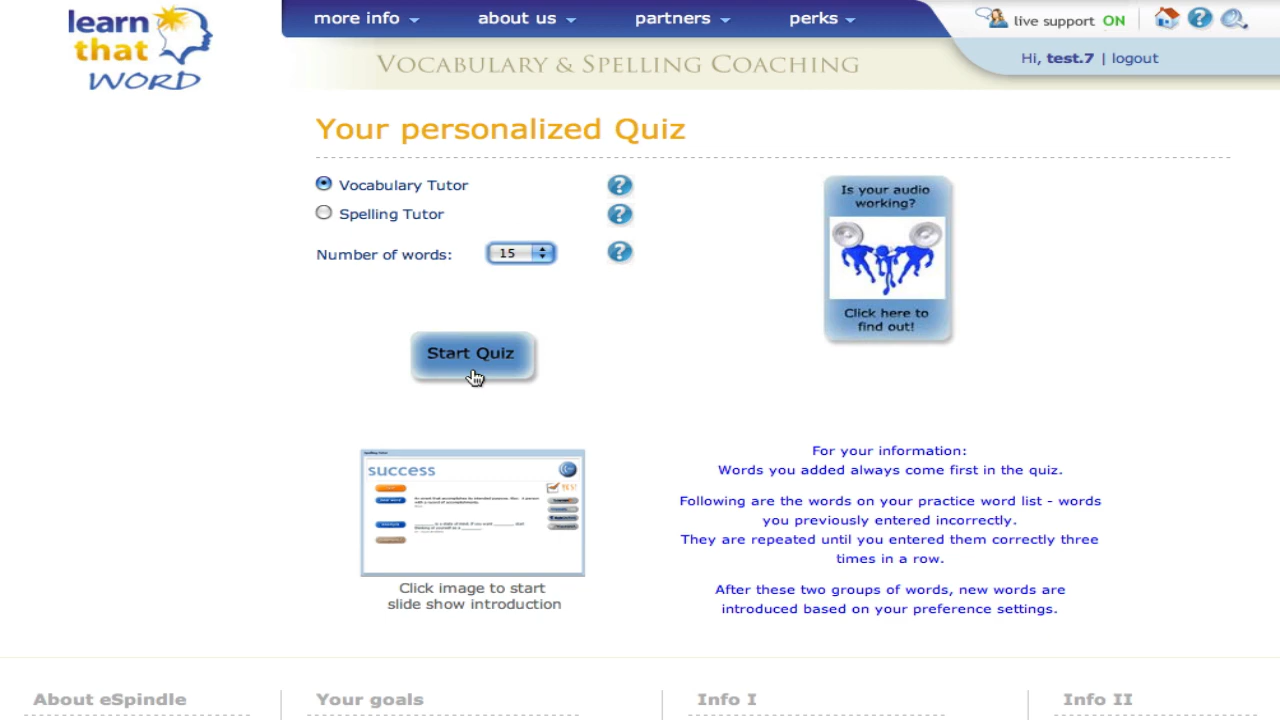 learn
that
WORD
more info
about us
partners
perks
live support ON
VOCABULARY & SPELLING COACHING
Hi, test.7 | logout
Your personalized Quiz
Vocabulary Tutor
?
Spelling Tutor
?
Number of words:
15
?
Is your audio
working?
Click here to
find out!
Start Quiz
Spelling Tutor
success
YES!
Click image to start
slide show introduction
For your information:
Words you added always come first in the quiz.
Following are the words on your practice word list - words
you previously entered incorrectly.
They are repeated until you entered them correctly three
times in a row.
After these two groups of words, new words are
introduced based on your preference settings.
About eSpindle
Your goals
Info I
Info II